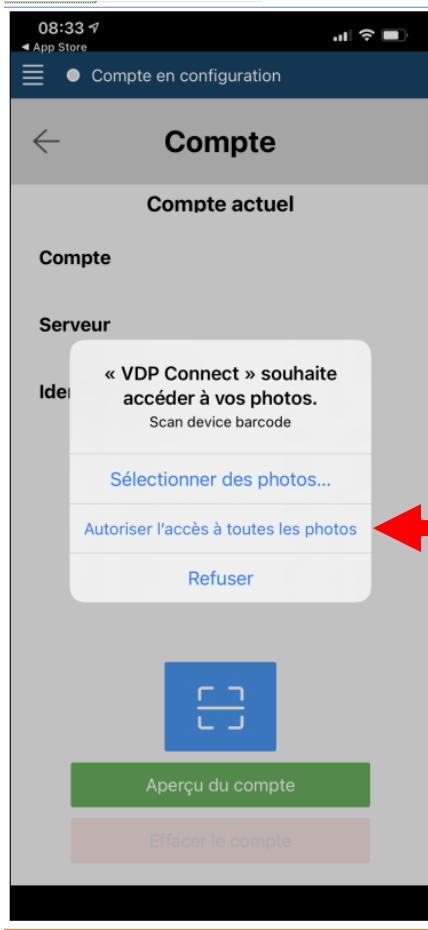 08:33
App Store
Compte en configuration
Compte
Compte actuel
Compte
Serveur
Iden
« VDP Connect » souhaite
accéder à vos photos.
Scan device barcode
Sélectionner des photos...
Autoriser l'accès à toutes les photos
Refuser
Aperçu du compte
Effacer le compte